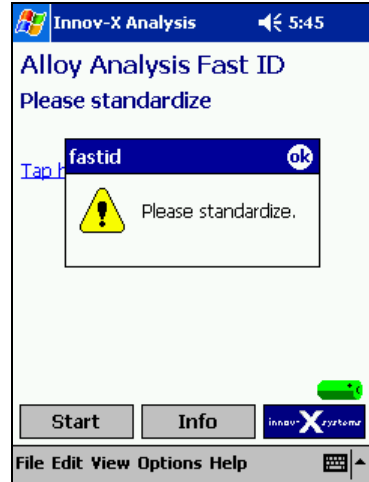 Innov-X Analysis 5:45
Alloy Analysis Fast ID
Please standardize
Tap h
fastid ok
Please standardize.
Start Info innov-X systems
File Edit View Options Help